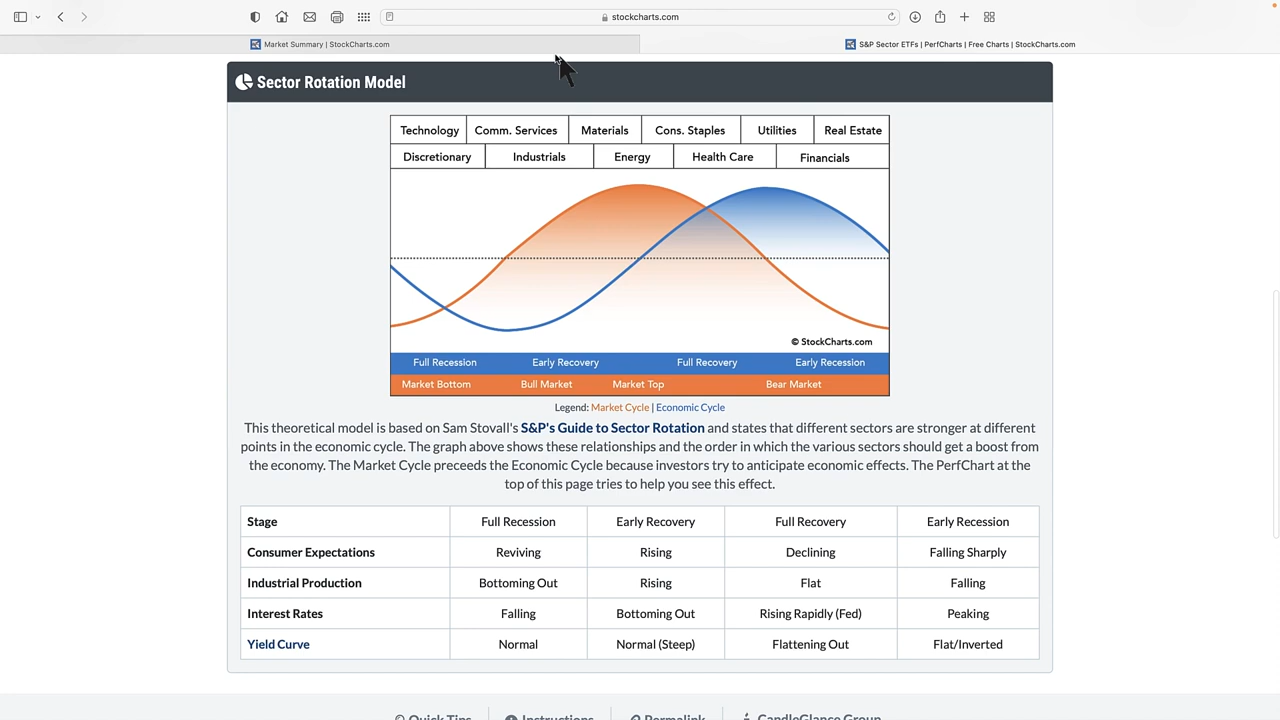 stockcharts.com
Market Summary | StockCharts.com
S&P Sector ETFs | PerfCharts | Free Charts | StockCharts.com
Sector Rotation Model
Technology Comm. Services Materials Cons. Staples Utilities Real Estate
Discretionary Industrials Energy Health Care Financials
© StockCharts.com
Full Recession Early Recovery Full Recovery Early Recession
Market Bottom Bull Market Market Top Bear Market
Legend: Market Cycle | Economic Cycle
This theoretical model is based on Sam Stovall's S&P's Guide to Sector Rotation and states that different sectors are stronger at different
points in the economic cycle. The graph above shows these relationships and the order in which the various sectors should get a boost from
the economy. The Market Cycle preceeds the Economic Cycle because investors try to anticipate economic effects. The PerfChart at the
top of this page tries to help you see this effect.
Stage Full Recession Early Recovery Full Recovery Early Recession
Consumer Expectations Reviving Rising Declining Falling Sharply
Industrial Production Bottoming Out Rising Flat Falling
Interest Rates Falling Bottoming Out Rising Rapidly (Fed) Peaking
Yield Curve Normal Normal (Steep) Flattening Out Flat/Inverted
Quick Tips Instructions Permalink CandleGlance Group